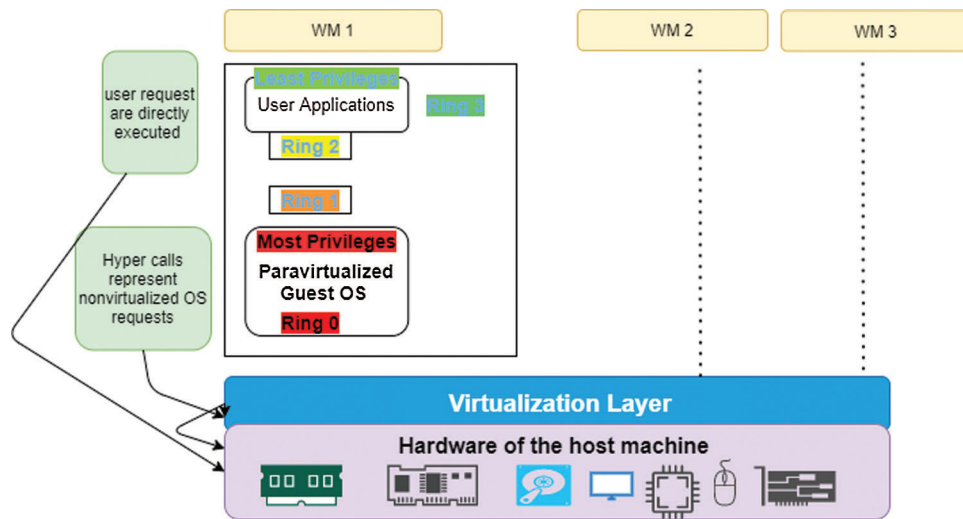 WM 1
WM 2
WM 3
user request
are directly
executed
Least Privileges
User Applications
Ring 3
Ring 2
Ring 1
Most Privileges
Paravirtualized
Guest OS
Ring 0
Hyper calls
represent
nonvirtualized OS
requests
Virtualization Layer
Hardware of the host machine